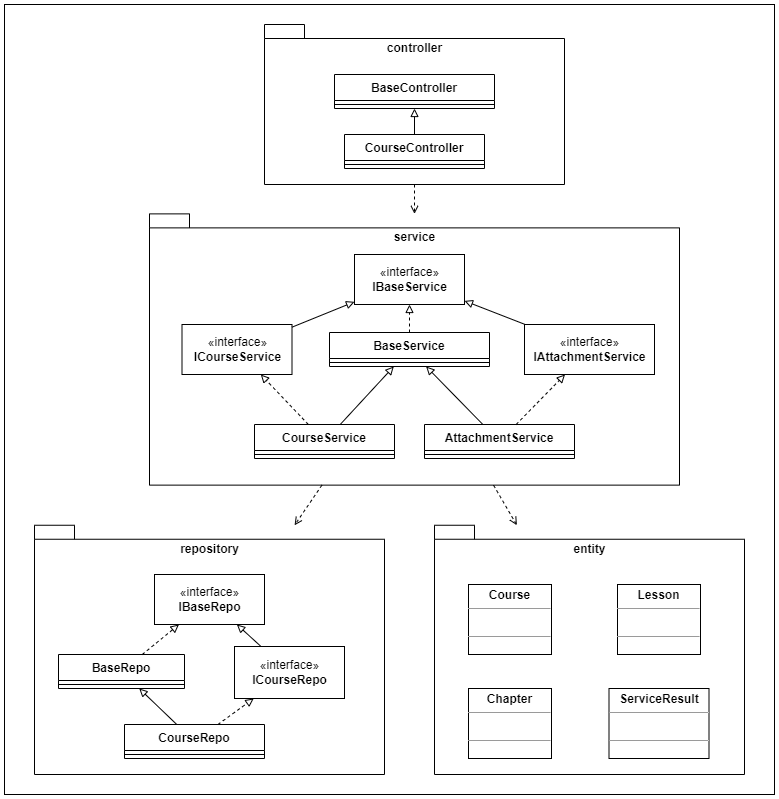 controller
BaseController
CourseController
service
«interface»
IBaseService
«interface»
ICourseService
BaseService
«interface»
IAttachmentService
CourseService
AttachmentService
repository
«interface»
IBaseRepo
BaseRepo
«interface»
ICourseRepo
CourseRepo
entity
Course
Lesson
Chapter
ServiceResult